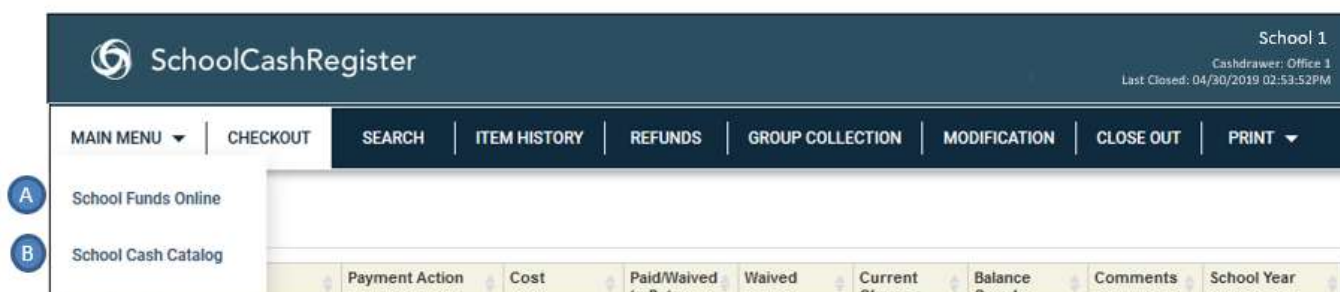 SchoolCashRegister
School 1
Cashdrawer: Office 1
Last Closed: 04/30/2019 02:53:52PM
MAIN MENU CHECKOUT SEARCH ITEM HISTORY REFUNDS GROUP COLLECTION MODIFICATION CLOSE OUT PRINT
A School Funds Online
B School Cash Catalog
Payment Action Cost Paid/Waived Waived Current Balance Comments School Year